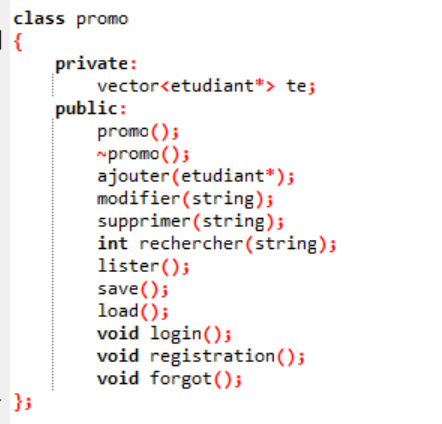 class promo
{
private:
vector<etudiant*> te;
public:
promo();
~promo();
ajouter(etudiant*);
modifier(string);
supprimer(string);
int rechercher(string);
lister();
save();
load();
void login();
void registration();
void forgot();
};